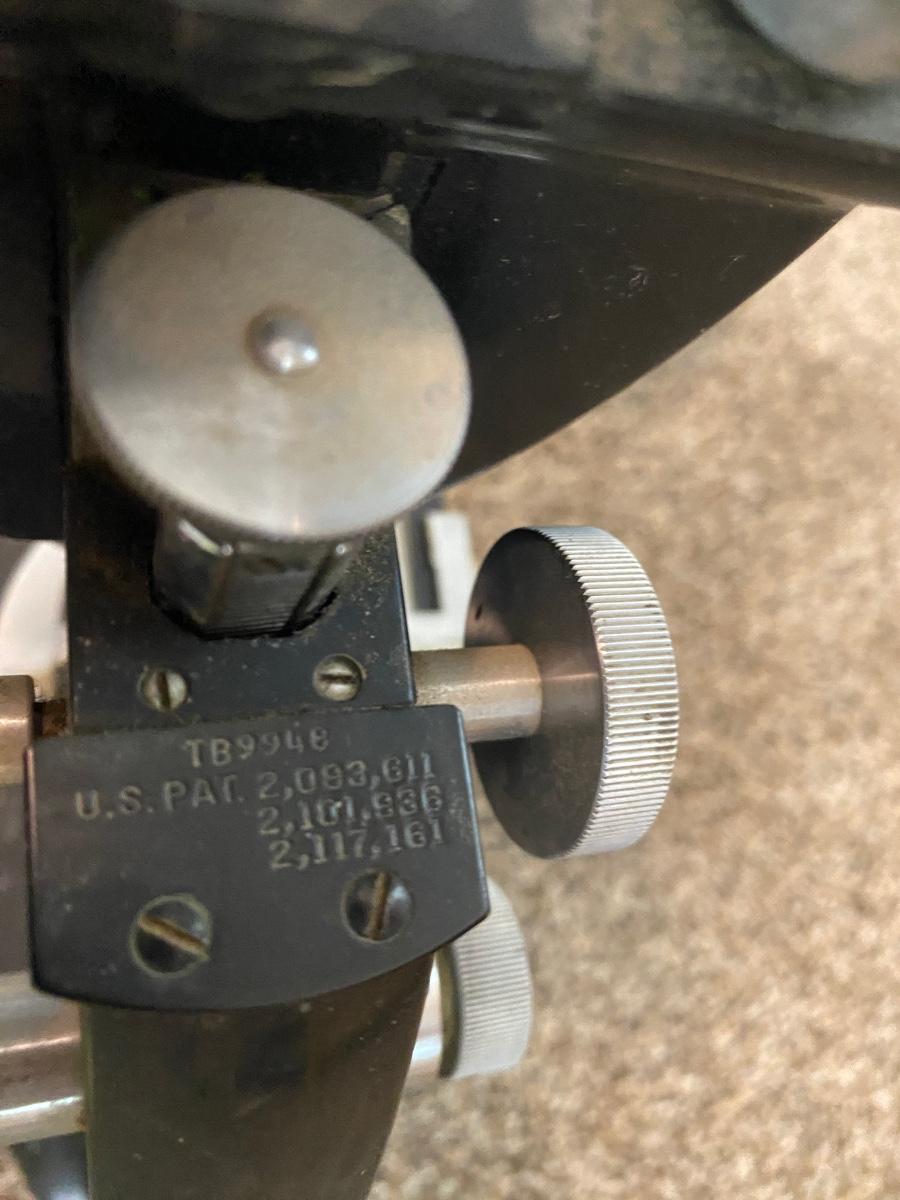 TB9948
U.S. PAT. 2,093,611
2,101,936
2,117,161